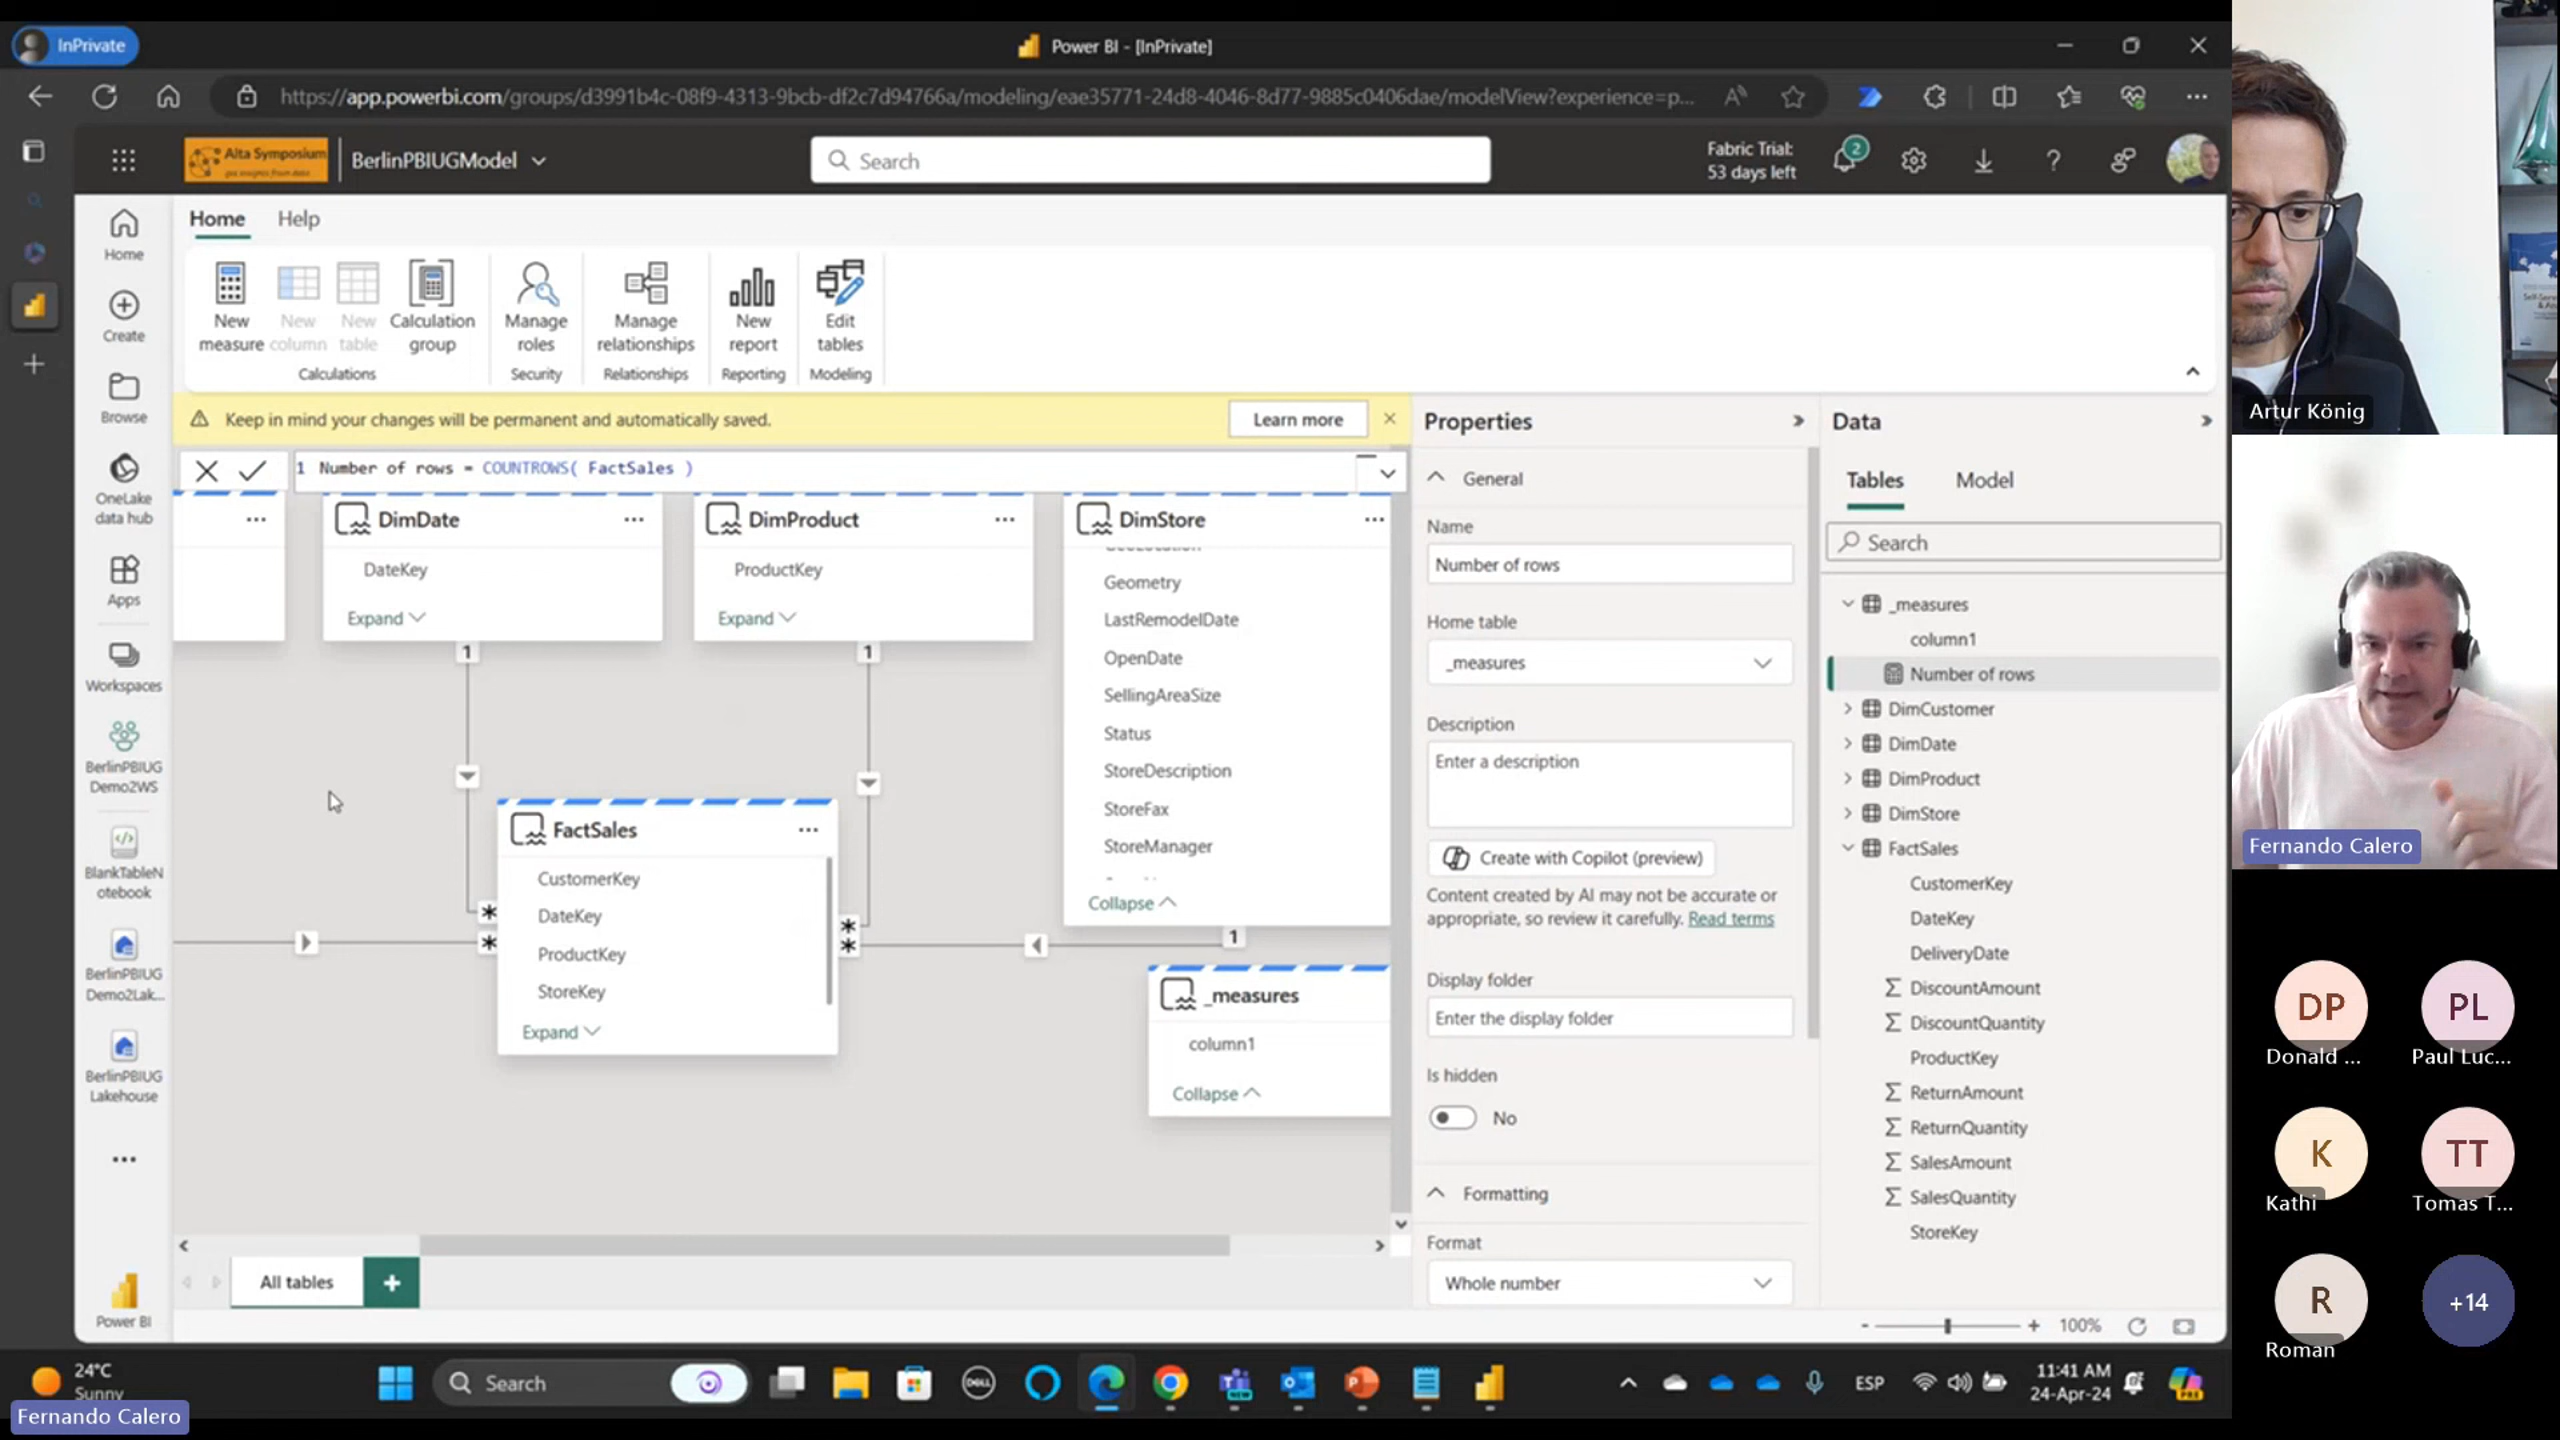 InPrivate
Power BI - [InPrivate]
https://app.powerbi.com/groups/d3991b4c-08f9-4313-9bcb-df2c7d94766a/modeling/eae35771-24d8-4046-8d77-9885c0406dae/modelView?experience=p...
Alta Symposium
get insights from data
BerlinPBIUGModel
Search
Fabric Trial:
53 days left
2
Home
Help
Home
Create
Browse
OneLake
data hub
Apps
Workspaces
BerlinPBIUG
Demo2WS
BlankTableN
otebook
BerlinPBIUG
Demo2Lak...
BerlinPBIUG
Lakehouse
Power BI
New
measure
New
column
New
table
Calculation
group
Calculations
Manage
roles
Security
Manage
relationships
Relationships
New
report
Reporting
Edit
tables
Modeling
Keep in mind your changes will be permanent and automatically saved.
Learn more
1 Number of rows = COUNTROWS( FactSales )
DimDate
DateKey
Expand
DimProduct
ProductKey
Expand
DimStore
Geometry
LastRemodelDate
OpenDate
SellingAreaSize
Status
StoreDescription
StoreFax
StoreManager
Collapse
1
1
1
*
*
*
*
FactSales
CustomerKey
DateKey
ProductKey
StoreKey
Expand
_measures
column1
Collapse
All tables
+
Properties
General
Name
Number of rows
Home table
_measures
Description
Enter a description
Create with Copilot (preview)
Content created by AI may not be accurate or
appropriate, so review it carefully. Read terms
Display folder
Enter the display folder
Is hidden
No
Formatting
Format
Whole number
Data
Tables
Model
Search
_measures
column1
Number of rows
DimCustomer
DimDate
DimProduct
DimStore
FactSales
CustomerKey
DateKey
DeliveryDate
DiscountAmount
DiscountQuantity
ProductKey
ReturnAmount
ReturnQuantity
SalesAmount
SalesQuantity
StoreKey
- + 100%
24°C
Sunny
Search
DELL
ESP
11:41 AM
24-Apr-24
Fernando Calero
Artur König
Fernando Calero
DP
Donald ...
PL
Paul Luc...
K
Kathi
TT
Tomas T...
R
Roman
+14